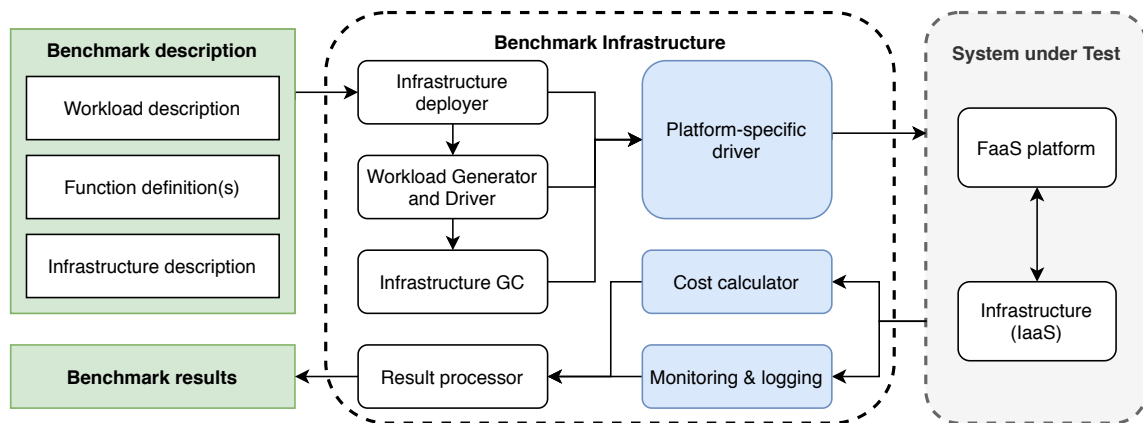 Benchmark description
Workload description
Function definition(s)
Infrastructure description
Benchmark results
Benchmark Infrastructure
Infrastructure
deployer
Workload Generator
and Driver
Infrastructure GC
Result processor
Platform-specific
driver
Cost calculator
Monitoring & logging
System under Test
FaaS platform
Infrastructure
(IaaS)